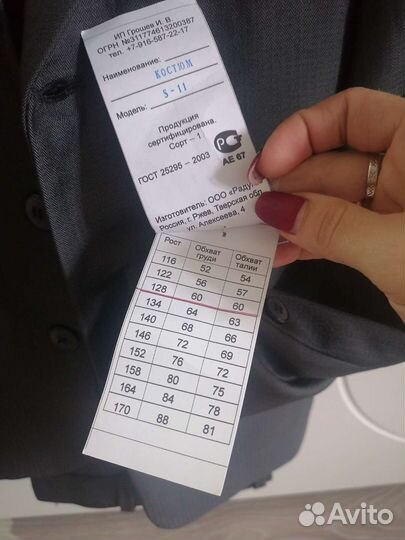 ИП Грошев И. В.
ОГРН №311774613200387
тел. +7-916-587-22-17
Наименование:
КОСТЮМ
Модель: S-11
Продукция
сертифицирована.
Сорт – 1
РС
АЕ 67
ГОСТ 25295 – 2003
Изготовитель: ООО «Радуга»
Россия, г. Ржев, Тверская обл.
ул. Алексеева, 4
Рост Обхват груди Обхват талии
116 52 54
122 56 57
128 60 60
134 64 63
140 68 66
146 72 69
152 76 72
158 80 75
164 84 78
170 88 81
Avito